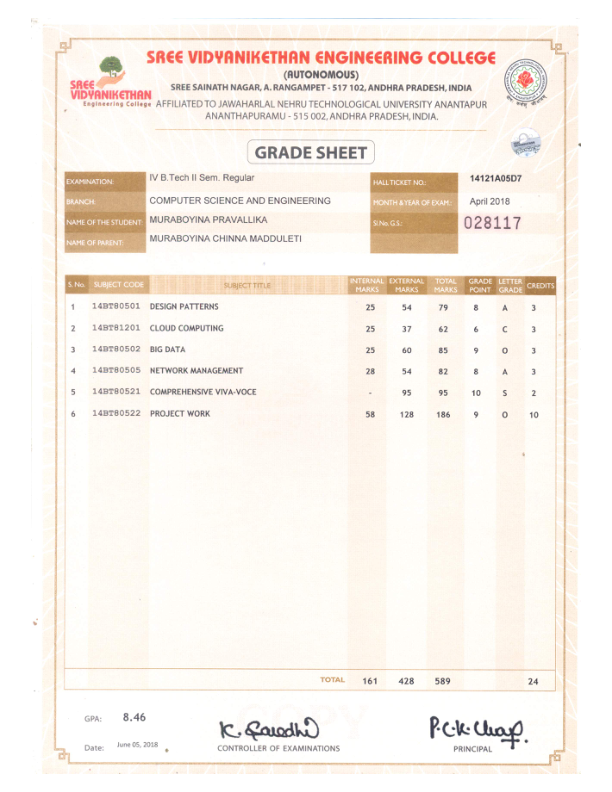 SREE VIDYANIKETHAN ENGINEERING COLLEGE
(AUTONOMOUS)
SREE SAINATH NAGAR, A. RANGAMPET - 517 102, ANDHRA PRADESH, INDIA
AFFILIATED TO JAWAHARLAL NEHRU TECHNOLOGICAL UNIVERSITY ANANTAPUR
ANANTHAPURAMU - 515 002, ANDHRA PRADESH, INDIA.
SREE
VIDYANIKETHAN
Engineering College
GRADE SHEET
EXAMINATION: IV B.Tech II Sem. Regular HALLTICKET NO.: 14121A05D7
BRANCH: COMPUTER SCIENCE AND ENGINEERING MONTH & YEAR OF EXAM.: April 2018
NAME OF THE STUDENT: MURABOYINA PRAVALLIKA Sl.No.G.S.: 028117
NAME OF PARENT: MURABOYINA CHINNA MADDULETI
S. No. SUBJECT CODE SUBJECT TITLE INTERNAL MARKS EXTERNAL MARKS TOTAL MARKS GRADE POINT LETTER GRADE CREDITS
1 14BT80501 DESIGN PATTERNS 25 54 79 8 A 3
2 14BT81201 CLOUD COMPUTING 25 37 62 6 C 3
3 14BT80502 BIG DATA 25 60 85 9 O 3
4 14BT80505 NETWORK MANAGEMENT 28 54 82 8 A 3
5 14BT80521 COMPREHENSIVE VIVA-VOCE - 95 95 10 S 2
6 14BT80522 PROJECT WORK 58 128 186 9 O 10
TOTAL 161 428 589 24
GPA: 8.46
Date: June 05, 2018
CONTROLLER OF EXAMINATIONS
PRINCIPAL